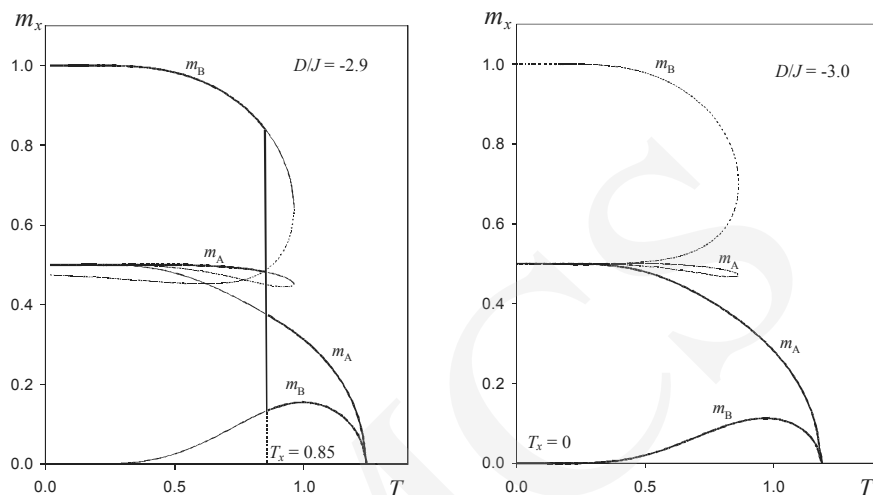 m_x
1.0
0.8
0.6
0.4
0.2
0.0
m_B
D/J = -2.9
m_A
m_A
m_B
T_x = 0.85
0.0
0.5
1.0
T
m_x
1.0
0.8
0.6
0.4
0.2
0.0
m_B
D/J = -3.0
m_A
m_A
m_B
T_x = 0
0.0
0.5
1.0
T